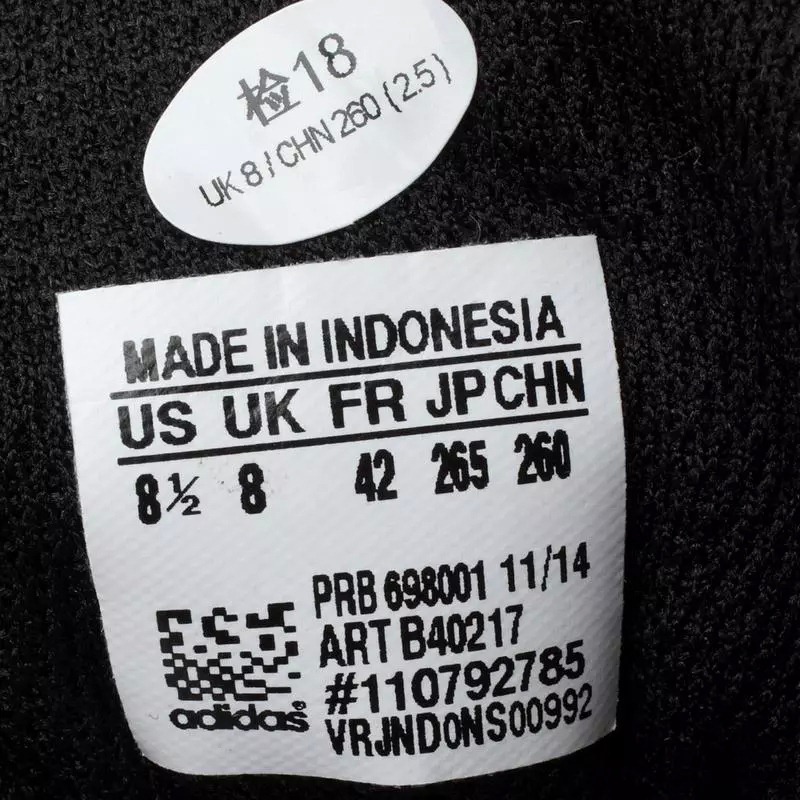 检18
UK 8 / CHN 260 (2.5)
MADE IN INDONESIA
US UK FR JP CHN
8½ 8 42 265 260
PRB 698001 11/14
ART B40217
#110792785
adidas®
VRJNDONS00992